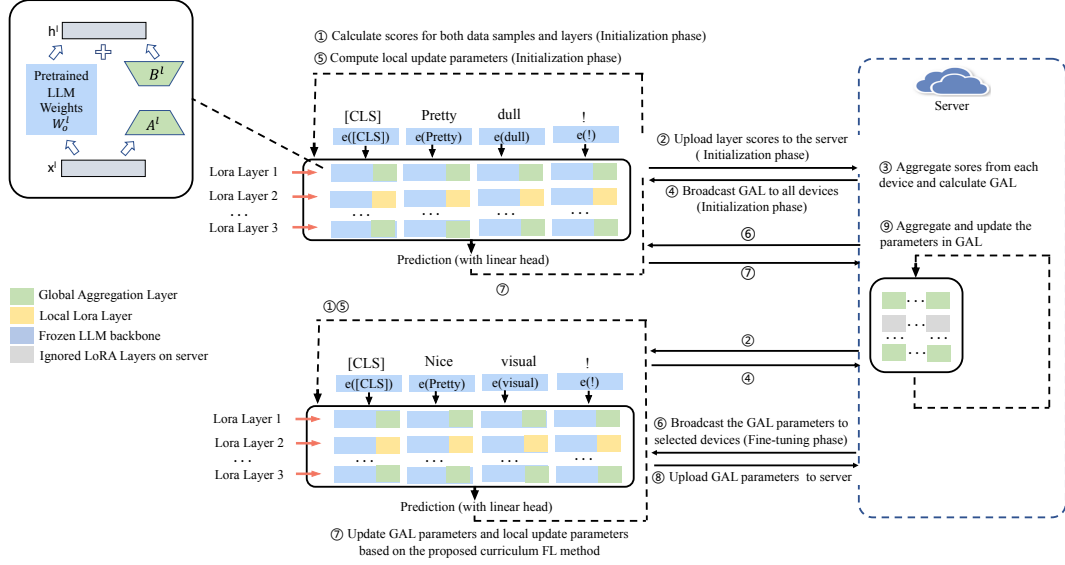 h^l
Pretrained
LLM
Weights
W_o^l
B^l
A^l
x^l
① Calculate scores for both data samples and layers (Initialization phase)
⑤ Compute local update parameters (Initialization phase)
[CLS] Pretty dull !
e([CLS]) e(Pretty) e(dull) e(!)
Lora Layer 1
Lora Layer 2
...
Lora Layer 3
... ... ... ...
Prediction (with linear head)
⑦
② Upload layer scores to the server
( Initialization phase)
④ Broadcast GAL to all devices
(Initialization phase)
⑥
⑦
Server
③ Aggregate sores from each
device and calculate GAL
⑨ Aggregate and update the
parameters in GAL
...
...
... ...
...
Global Aggregation Layer
Local Lora Layer
Frozen LLM backbone
Ignored LoRA Layers on server
①⑤
[CLS] Nice visual !
e([CLS]) e(Pretty) e(visual) e(!)
Lora Layer 1
Lora Layer 2
...
Lora Layer 3
... ... ... ...
Prediction (with linear head)
⑦ Update GAL parameters and local update parameters
based on the proposed curriculum FL method
②
④
⑥ Broadcast the GAL parameters to
selected devices (Fine-tuning phase)
⑧ Upload GAL parameters to server